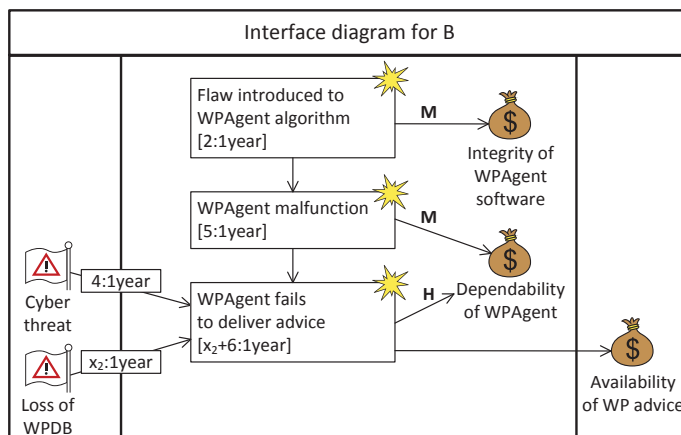 Interface diagram for B
Flaw introduced to
WPAgent algorithm
[2:1year]
M
$
Integrity of
WPAgent
software
WPAgent malfunction
[5:1year]
M
$
Dependability
of WPAgent
!
Cyber
threat
4:1year
WPAgent fails
to deliver advice
[x₂+6:1year]
H
!
Loss of
WPDB
x₂:1year
$
Availability
of WP advice